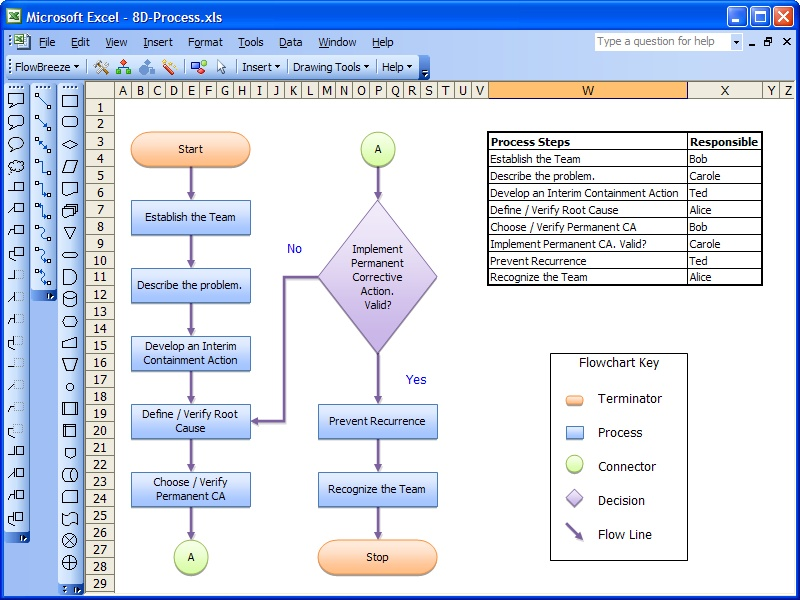 Microsoft Excel - 8D-Process.xls
File Edit View Insert Format Tools Data Window Help
Type a question for help
FlowBreeze Insert Drawing Tools Help
A B C D E F G H I J K L M N O P Q R S T U V W X Y Z
1
2
3
4
5
6
7
8
9
10
11
12
13
14
15
16
17
18
19
20
21
22
23
24
25
26
27
28
29
Start
Establish the Team
Describe the problem.
Develop an Interim
Containment Action
Define / Verify Root
Cause
Choose / Verify
Permanent CA
A
A
Implement
Permanent
Corrective
Action.
Valid?
No
Yes
Prevent Recurrence
Recognize the Team
Stop
Process Steps Responsible
Establish the Team Bob
Describe the problem. Carole
Develop an Interim Containment Action Ted
Define / Verify Root Cause Alice
Choose / Verify Permanent CA Bob
Implement Permanent CA. Valid? Carole
Prevent Recurrence Ted
Recognize the Team Alice
Flowchart Key
Terminator
Process
Connector
Decision
Flow Line